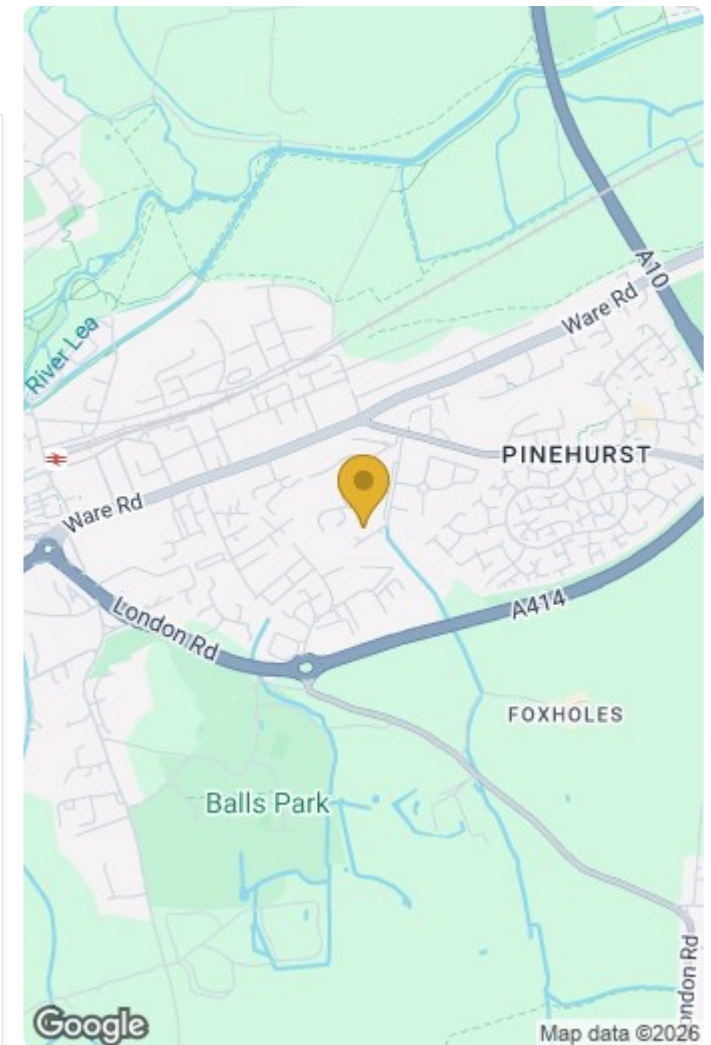 A10
Ware Rd
River Lea
PINEHURST
Ware Rd
London Rd
A414
FOXHOLES
Balls Park
ondon Rd
Google
Map data ©2026